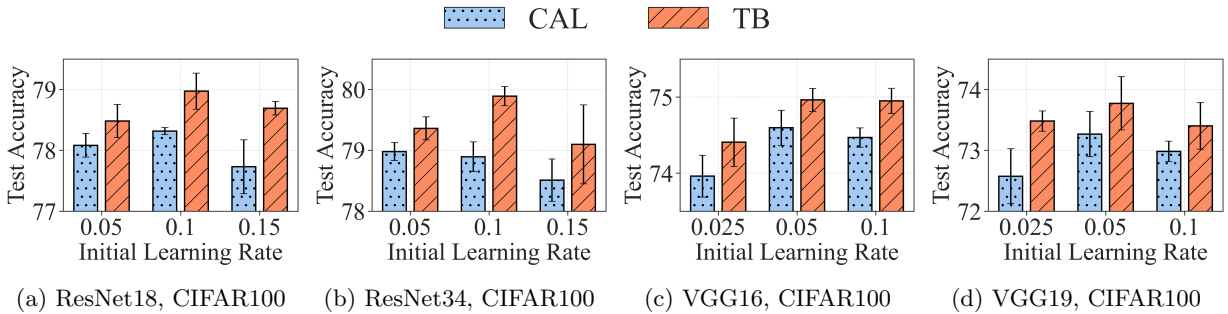 CAL TB
Test Accuracy
79
78
77
0.05 0.1 0.15
Initial Learning Rate
(a) ResNet18, CIFAR100
Test Accuracy
80
79
78
0.05 0.1 0.15
Initial Learning Rate
(b) ResNet34, CIFAR100
Test Accuracy
75
74
0.025 0.05 0.1
Initial Learning Rate
(c) VGG16, CIFAR100
Test Accuracy
74
73
72
0.025 0.05 0.1
Initial Learning Rate
(d) VGG19, CIFAR100